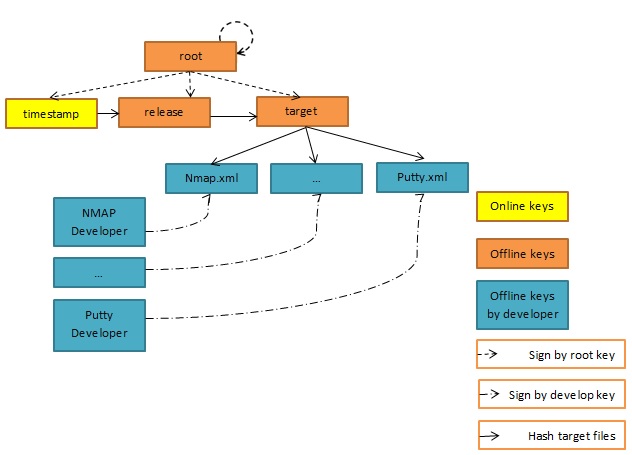 root
timestamp
release
target
Nmap.xml
...
Putty.xml
NMAP
Developer
...
Putty
Developer
Online keys
Offline keys
Offline keys
by developer
Sign by root key
Sign by develop key
Hash target files